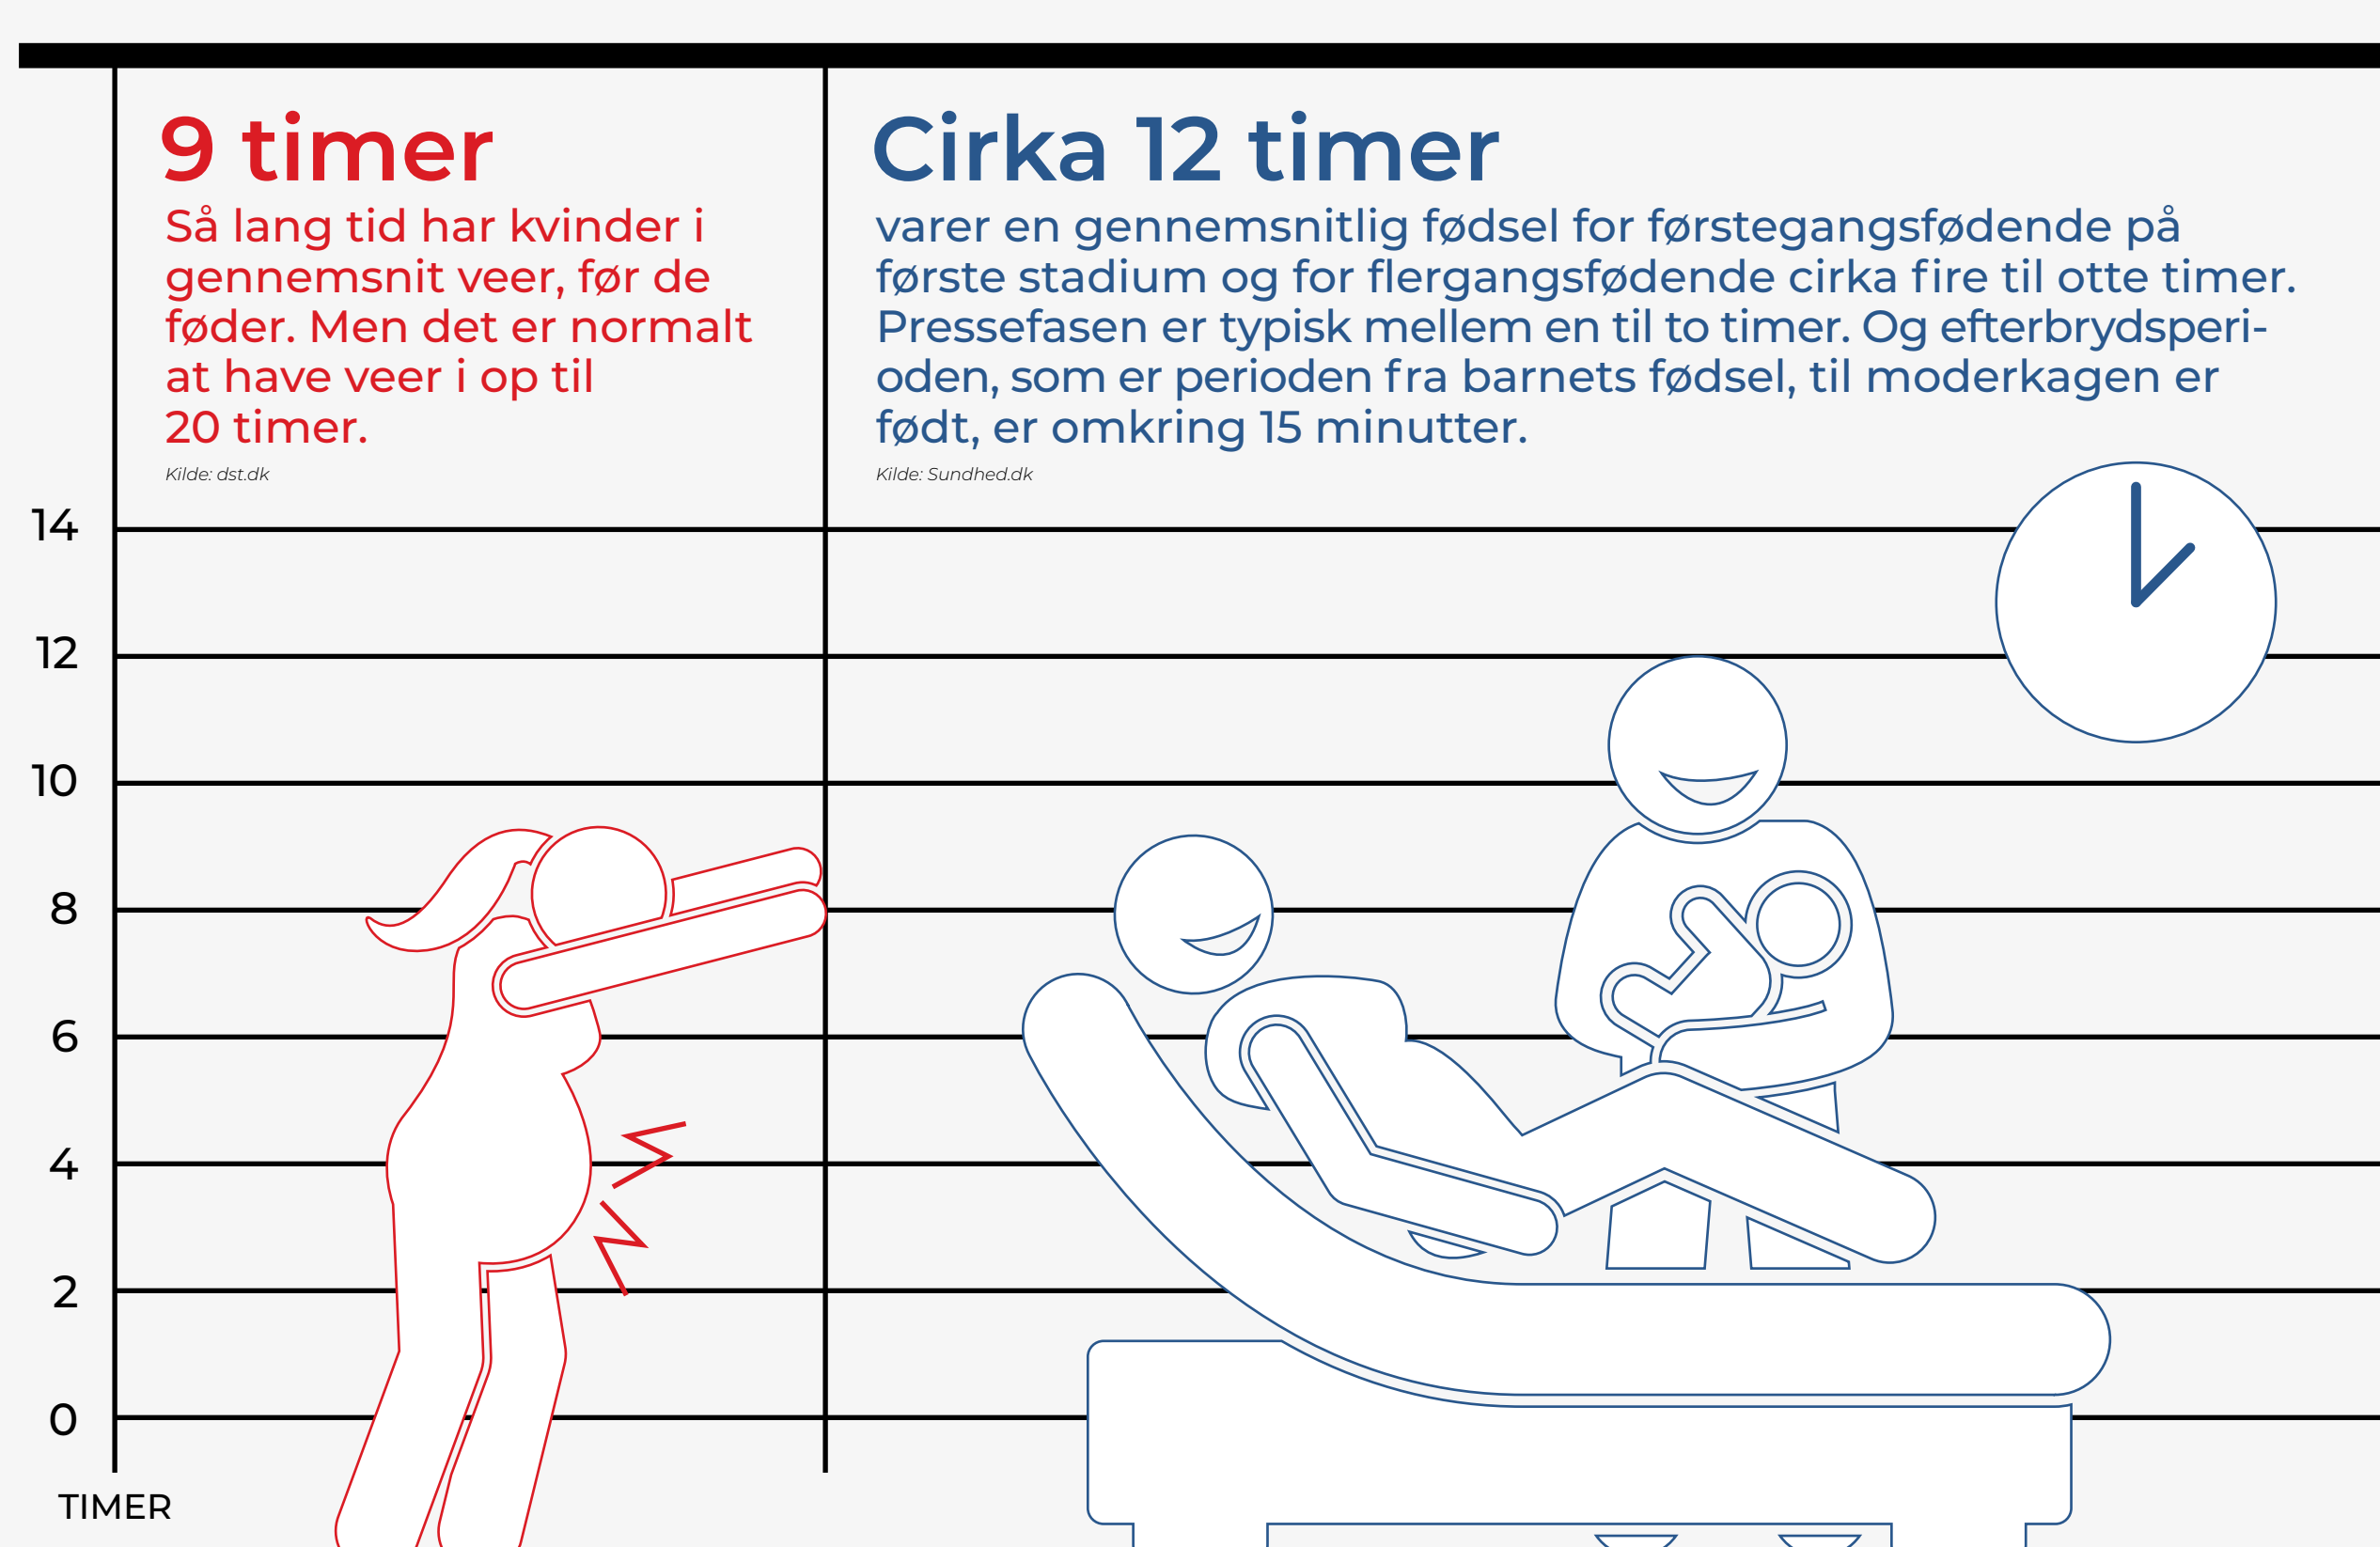 9 timer
Så lang tid har kvinder i
gennemsnit veer, før de
føder. Men det er normalt
at have veer i op til
20 timer.
Kilde: dst.dk
Cirka 12 timer
varer en gennemsnitlig fødsel for førstegangsfødende på
første stadium og for flergangsfødende cirka fire til otte timer.
Pressefasen er typisk mellem en til to timer. Og efterbrydsperi-
oden, som er perioden fra barnets fødsel, til moderkagen er
født, er omkring 15 minutter.
Kilde: Sundhed.dk
14
12
10
8
6
4
2
0
TIMER